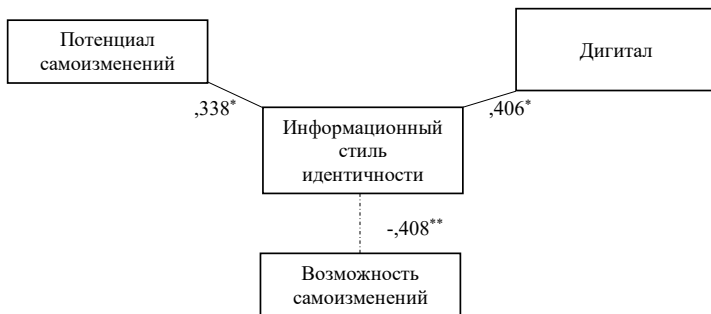 Потенциал
самоизменений
Дигитал
,338*
,406*
Информационный
стиль
идентичности
-,408**
Возможность
самоизменений